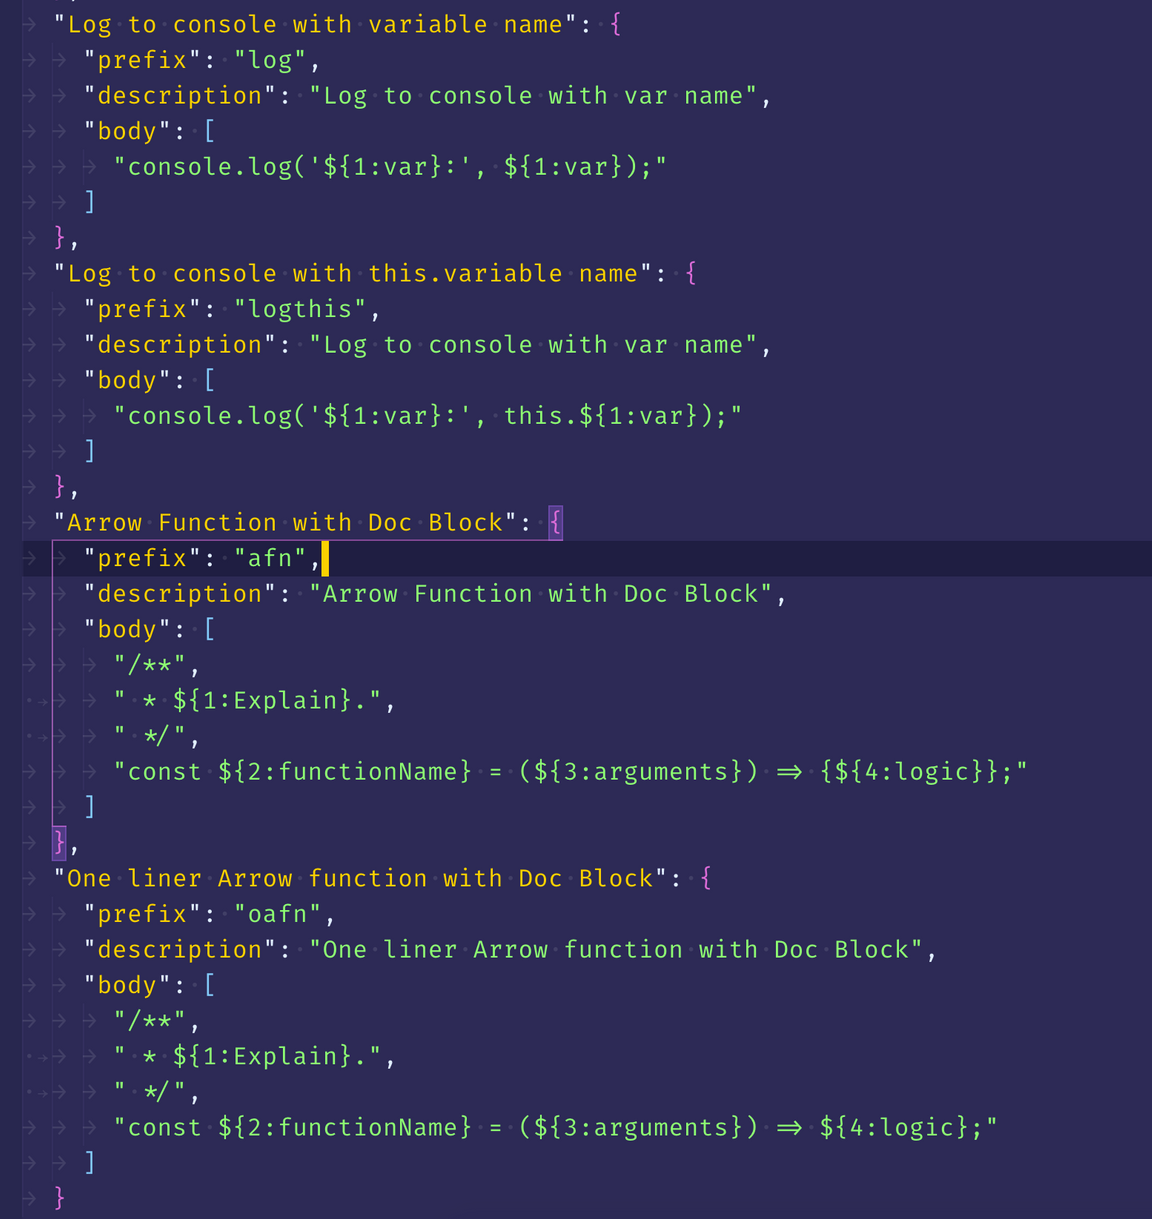 "Log to console with variable name": {
"prefix": "log",
"description": "Log to console with var name",
"body": [
"console.log('${1:var}:', ${1:var});"
]
},
"Log to console with this.variable name": {
"prefix": "logthis",
"description": "Log to console with var name",
"body": [
"console.log('${1:var}:', this.${1:var});"
]
},
"Arrow Function with Doc Block": {
"prefix": "afn",
"description": "Arrow Function with Doc Block",
"body": [
"/**",
" * ${1:Explain}.",
" */",
"const ${2:functionName} = (${3:arguments}) => {${4:logic}};"
]
},
"One liner Arrow function with Doc Block": {
"prefix": "oafn",
"description": "One liner Arrow function with Doc Block",
"body": [
"/**",
" * ${1:Explain}.",
" */",
"const ${2:functionName} = (${3:arguments}) => ${4:logic};"
]
}